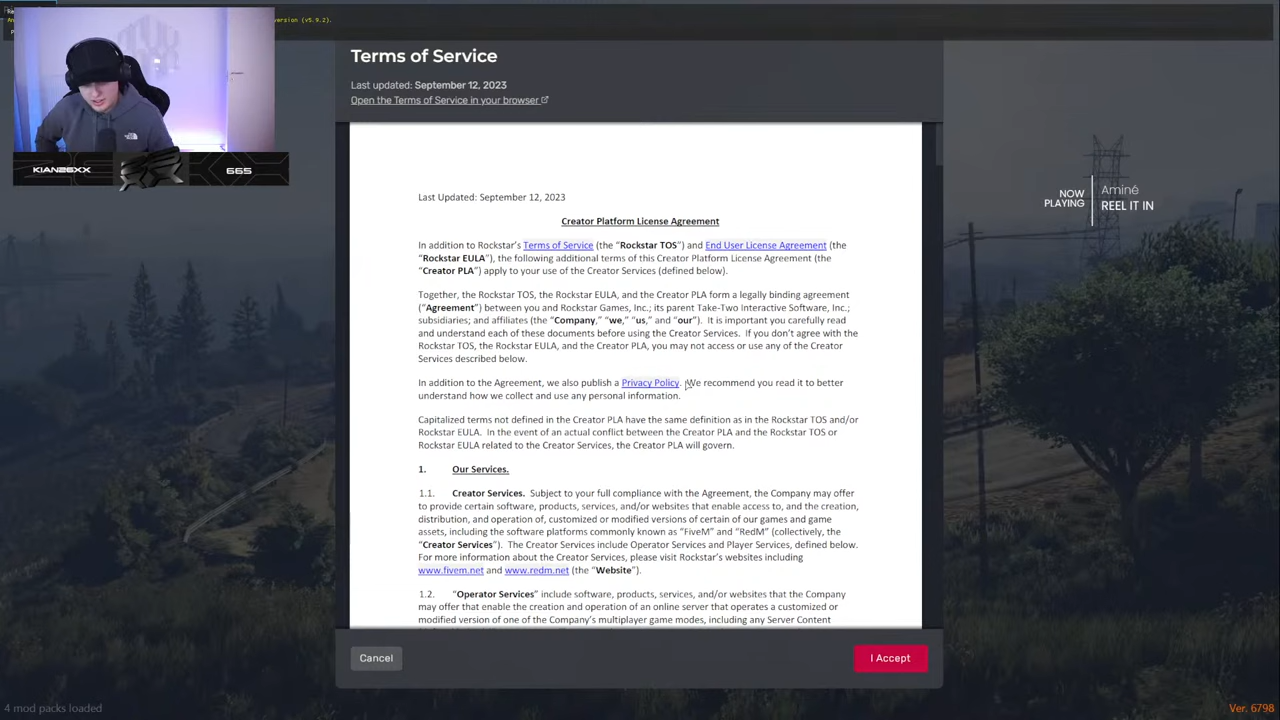 Re
An
ersion (v5.9.2).
P
KIAN26XX
665
Terms of Service
Last updated: September 12, 2023
Open the Terms of Service in your browser
Last Updated: September 12, 2023
Creator Platform License Agreement
In addition to Rockstar's Terms of Service (the “Rockstar TOS”) and End User License Agreement (the
“Rockstar EULA”), the following additional terms of this Creator Platform License Agreement (the
“Creator PLA”) apply to your use of the Creator Services (defined below).
Together, the Rockstar TOS, the Rockstar EULA, and the Creator PLA form a legally binding agreement
(“Agreement”) between you and Rockstar Games, Inc.; its parent Take-Two Interactive Software, Inc.;
subsidiaries; and affiliates (the “Company,” “we,” “us,” and “our”). It is important you carefully read
and understand each of these documents before using the Creator Services. If you don’t agree with the
Rockstar TOS, the Rockstar EULA, and the Creator PLA, you may not access or use any of the Creator
Services described below.
In addition to the Agreement, we also publish a Privacy Policy. We recommend you read it to better
understand how we collect and use any personal information.
Capitalized terms not defined in the Creator PLA have the same definition as in the Rockstar TOS and/or
Rockstar EULA. In the event of an actual conflict between the Creator PLA and the Rockstar TOS or
Rockstar EULA related to the Creator Services, the Creator PLA will govern.
1. Our Services.
1.1. Creator Services. Subject to your full compliance with the Agreement, the Company may offer
to provide certain software, products, services, and/or websites that enable access to, and the creation,
distribution, and operation of, customized or modified versions of certain of our games and game
assets, including the software platforms commonly known as “FiveM” and “RedM” (collectively, the
“Creator Services”). The Creator Services include Operator Services and Player Services, defined below.
For more information about the Creator Services, please visit Rockstar’s websites including
www.fivem.net and www.redm.net (the “Website”).
1.2. “Operator Services” include software, products, services, and/or websites that the Company
may offer that enable the creation and operation of an online server that operates a customized or
modified version of one of the Company’s multiplayer game modes, including any Server Content
Cancel
I Accept
NOW PLAYING
Aminé
REEL IT IN
4 mod packs loaded
Ver. 6798